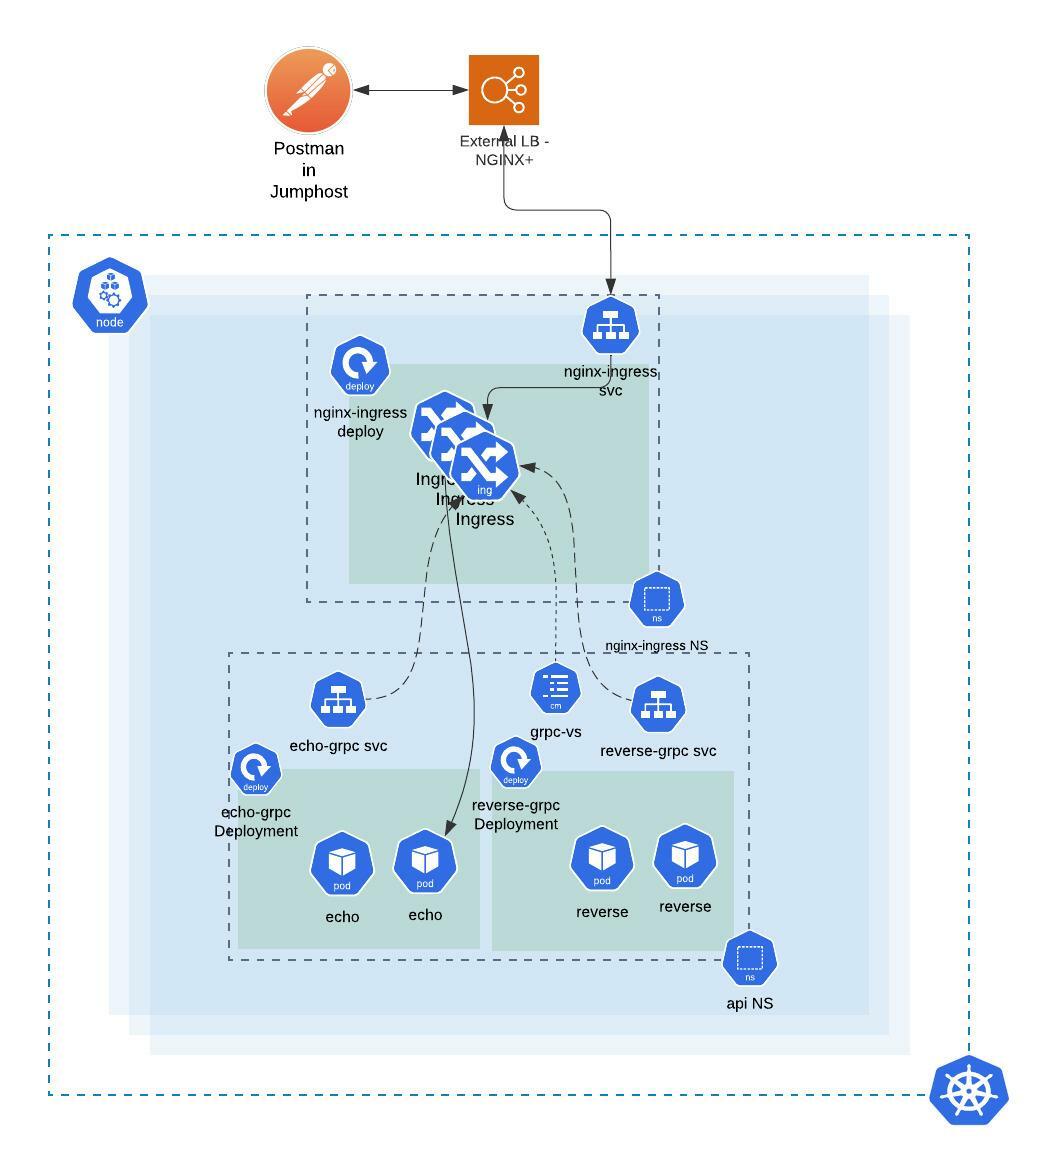 Postman
in
Jumphost
External LB -
NGINX+
node
nginx-ingress
svc
deploy
nginx-ingress
deploy
ing
Ingress
Ingress
Ingress
ns
nginx-ingress NS
echo-grpc svc
cm
grpc-vs
reverse-grpc svc
deploy
echo-grpc
Deployment
deploy
reverse-grpc
Deployment
pod
echo
pod
echo
pod
reverse
pod
reverse
ns
api NS